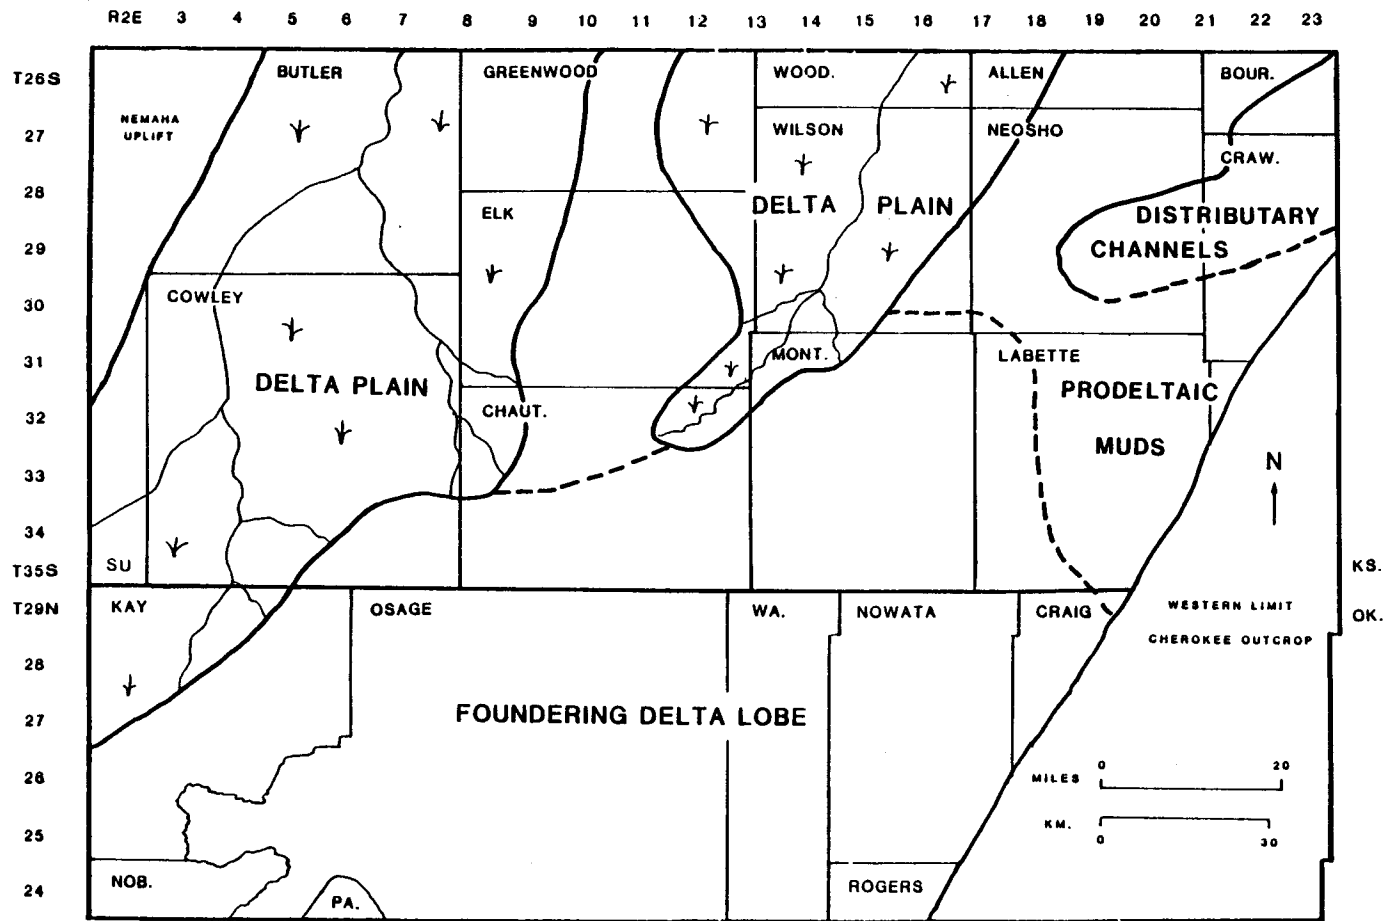 R2E 3 4 5 6 7 8 9 10 11 12 13 14 15 16 17 18 19 20 21 22 23
T26S
BUTLER
GREENWOOD
WOOD.
ALLEN
BOUR.
NEMAHA
UPLIFT
27
WILSON
NEOSHO
CRAW.
28
ELK
DELTA PLAIN
DISTRIBUTARY
CHANNELS
29
30
COWLEY
31
MONT.
LABETTE
DELTA PLAIN
CHAUT.
PRODELTAIC
MUDS
32
33
N
34
SU
T35S
KS.
T29N
KAY
OSAGE
WA.
NOWATA
CRAIG
WESTERN LIMIT
CHEROKEE OUTCROP
OK.
28
27
FOUNDERING DELTA LOBE
26
MILES
0 20
25
KM.
0 30
24
NOB.
PA.
ROGERS